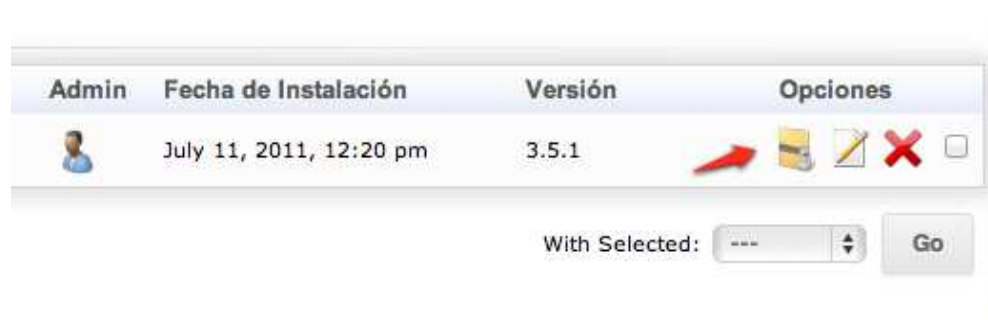 Admin Fecha de Instalación Versión Opciones
July 11, 2011, 12:20 pm 3.5.1
With Selected: --- Go